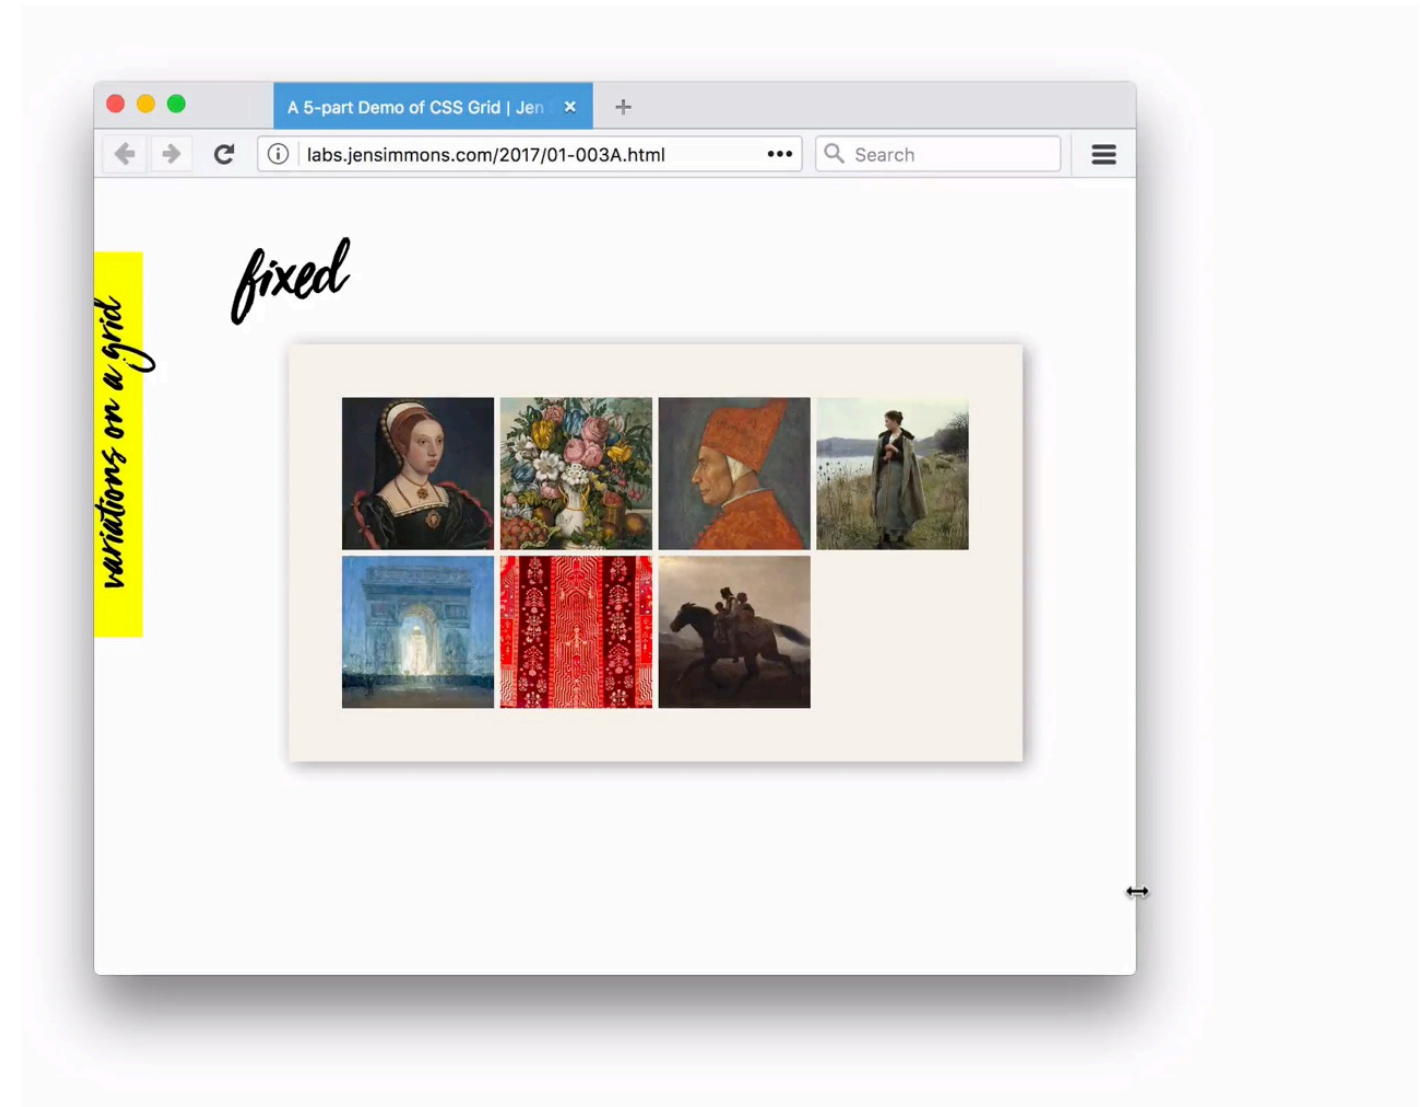 A 5-part Demo of CSS Grid | Jen
labs.jensimmons.com/2017/01-003A.html
Search
fixed
variations on a grid